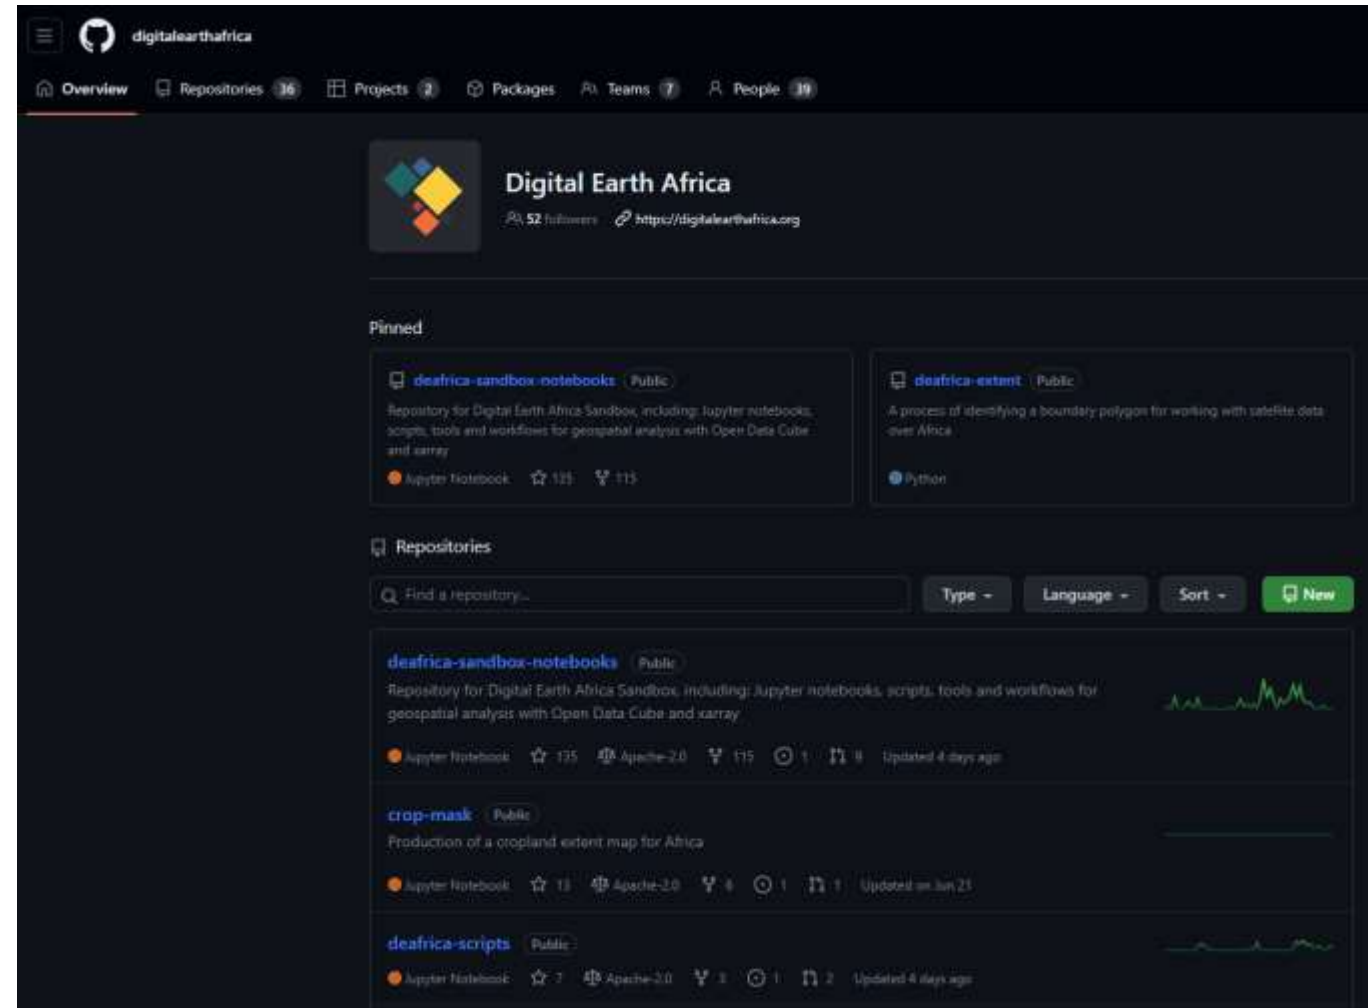 digitalearthafrica
Overview Repositories 36 Projects 2 Packages Teams 7 People 39
Digital Earth Africa
52 followers https://digitalearthafrica.org
Pinned
deafrica-sandbox-notebooks Public
Repository for Digital Earth Africa Sandbox, including: Jupyter notebooks,
scripts, tools and workflows for geospatial analysis with Open Data Cube
and xarray
Jupyter Notebook 135 115
deafrica-extent Public
A process of identifying a boundary polygon for working with satellite data
over Africa
Python
Repositories
Find a repository... Type Language Sort New
deafrica-sandbox-notebooks Public
Repository for Digital Earth Africa Sandbox, including: Jupyter notebooks, scripts, tools and workflows for
geospatial analysis with Open Data Cube and xarray
Jupyter Notebook 135 Apache-2.0 115 1 Updated 4 days ago
crop-mask Public
Production of a cropland extent map for Africa
Jupyter Notebook 13 Apache-2.0 1 1 Updated on Jun 21
deafrica-scripts Public
Jupyter Notebook 7 Apache-2.0 3 1 2 Updated 4 days ago